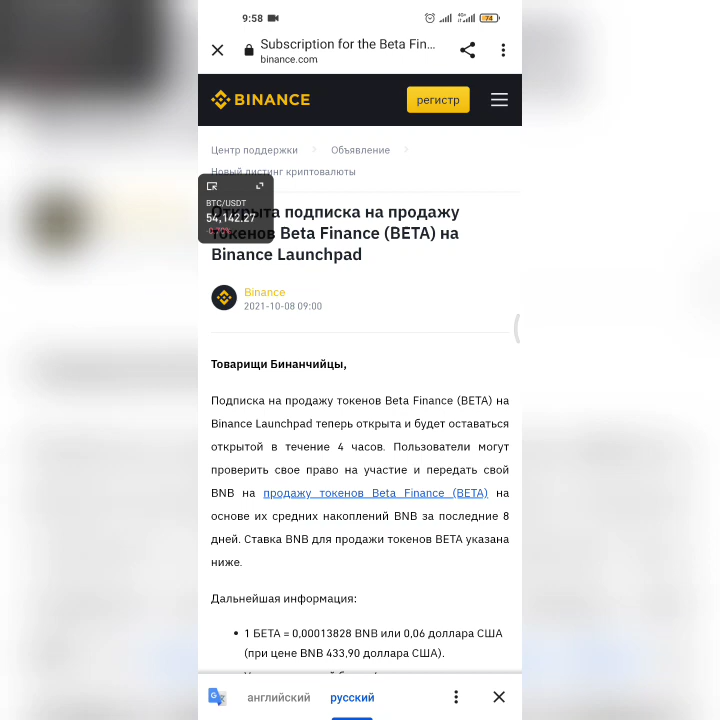 9:58
4G+
74
Subscription for the Beta Fin...
binance.com
BINANCE
регистр
Центр поддержки
Объявление
Новый листинг криптовалюты
BTC/USDT
54,142.27
-0.70%
Открыта подписка на продажу
токенов Beta Finance (BETA) на
Binance Launchpad
Binance
2021-10-08 09:00
Товарищи Бинанчийцы,
Подписка на продажу токенов Beta Finance (BETA) на
Binance Launchpad теперь открыта и будет оставаться
открытой в течение 4 часов. Пользователи могут
проверить свое право на участие и передать свой
BNB на продажу токенов Beta Finance (BETA) на
основе их средних накоплений BNB за последние 8
дней. Ставка BNB для продажи токенов BETA указана
ниже.
Дальнейшая информация:
• 1 БЕТА = 0,00013828 BNB или 0,06 доллара США
(при цене BNB 433,90 доллара США).
английский
русский